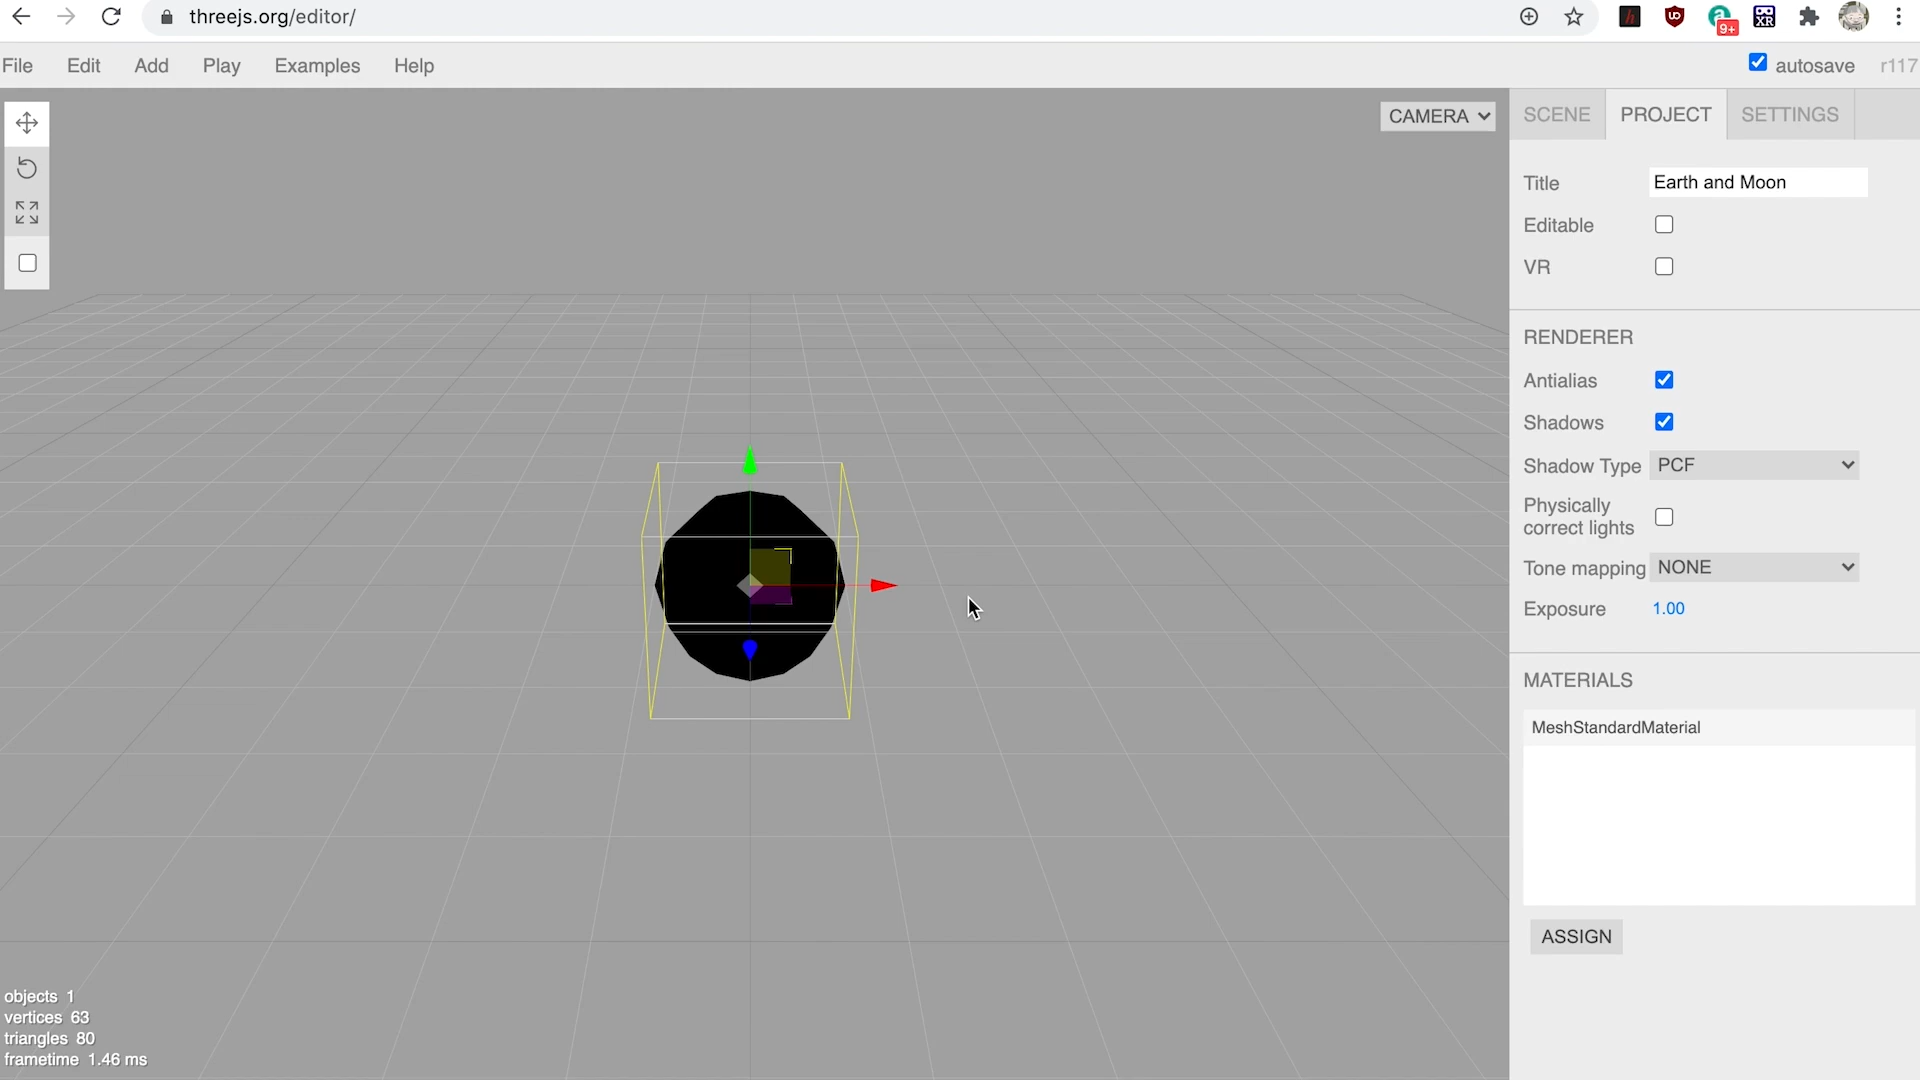 threejs.org/editor/
9+
XR
File Edit Add Play Examples Help
autosave r117
CAMERA
SCENE PROJECT SETTINGS
Title Earth and Moon
Editable
VR
RENDERER
Antialias
Shadows
Shadow Type PCF
Physically
correct lights
Tone mapping NONE
Exposure 1.00
MATERIALS
MeshStandardMaterial
ASSIGN
objects 1
vertices 63
triangles 80
frametime 1.46 ms